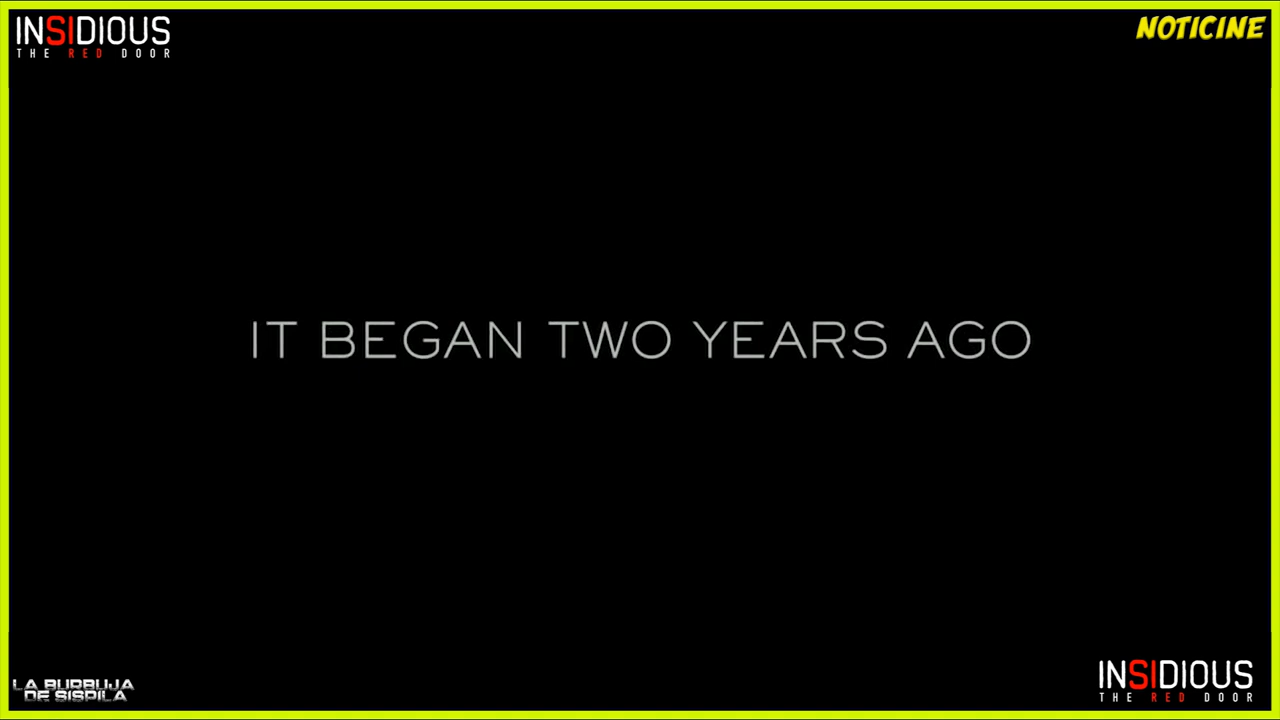 INSIDIOUS
THE RED DOOR
NOTICINE
IT BEGAN TWO YEARS AGO
LA BURBUJA
DE SISPILA
INSIDIOUS
THE RED DOOR